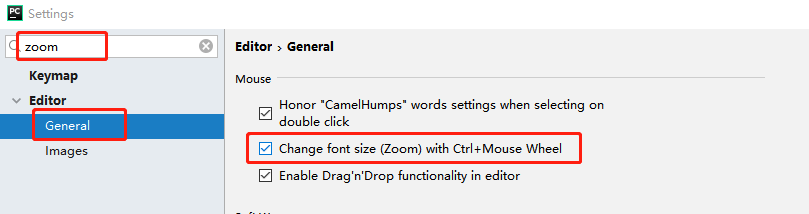 PC Settings
zoom
Keymap
Editor
General
Images
Editor › General
Mouse
Honor "CamelHumps" words settings when selecting on
double click
Change font size (Zoom) with Ctrl+Mouse Wheel
Enable Drag'n'Drop functionality in editor